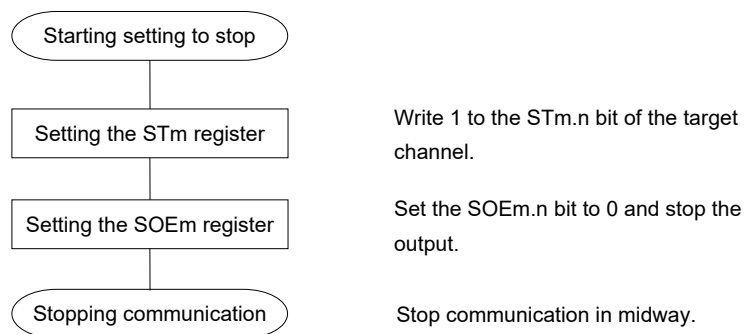 Starting setting to stop
Setting the STm register
Write 1 to the STm.n bit of the target
channel.
Setting the SOEm register
Set the SOEm.n bit to 0 and stop the
output.
Stopping communication
Stop communication in midway.